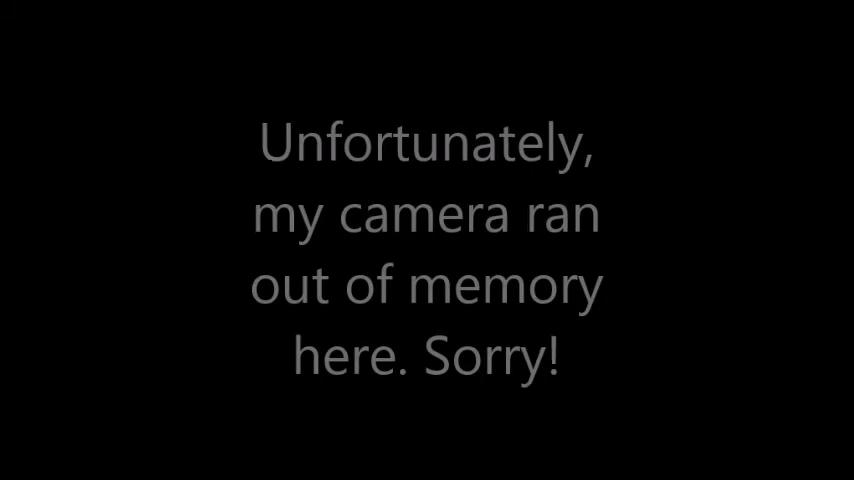 Unfortunately,
my camera ran
out of memory
here. Sorry!